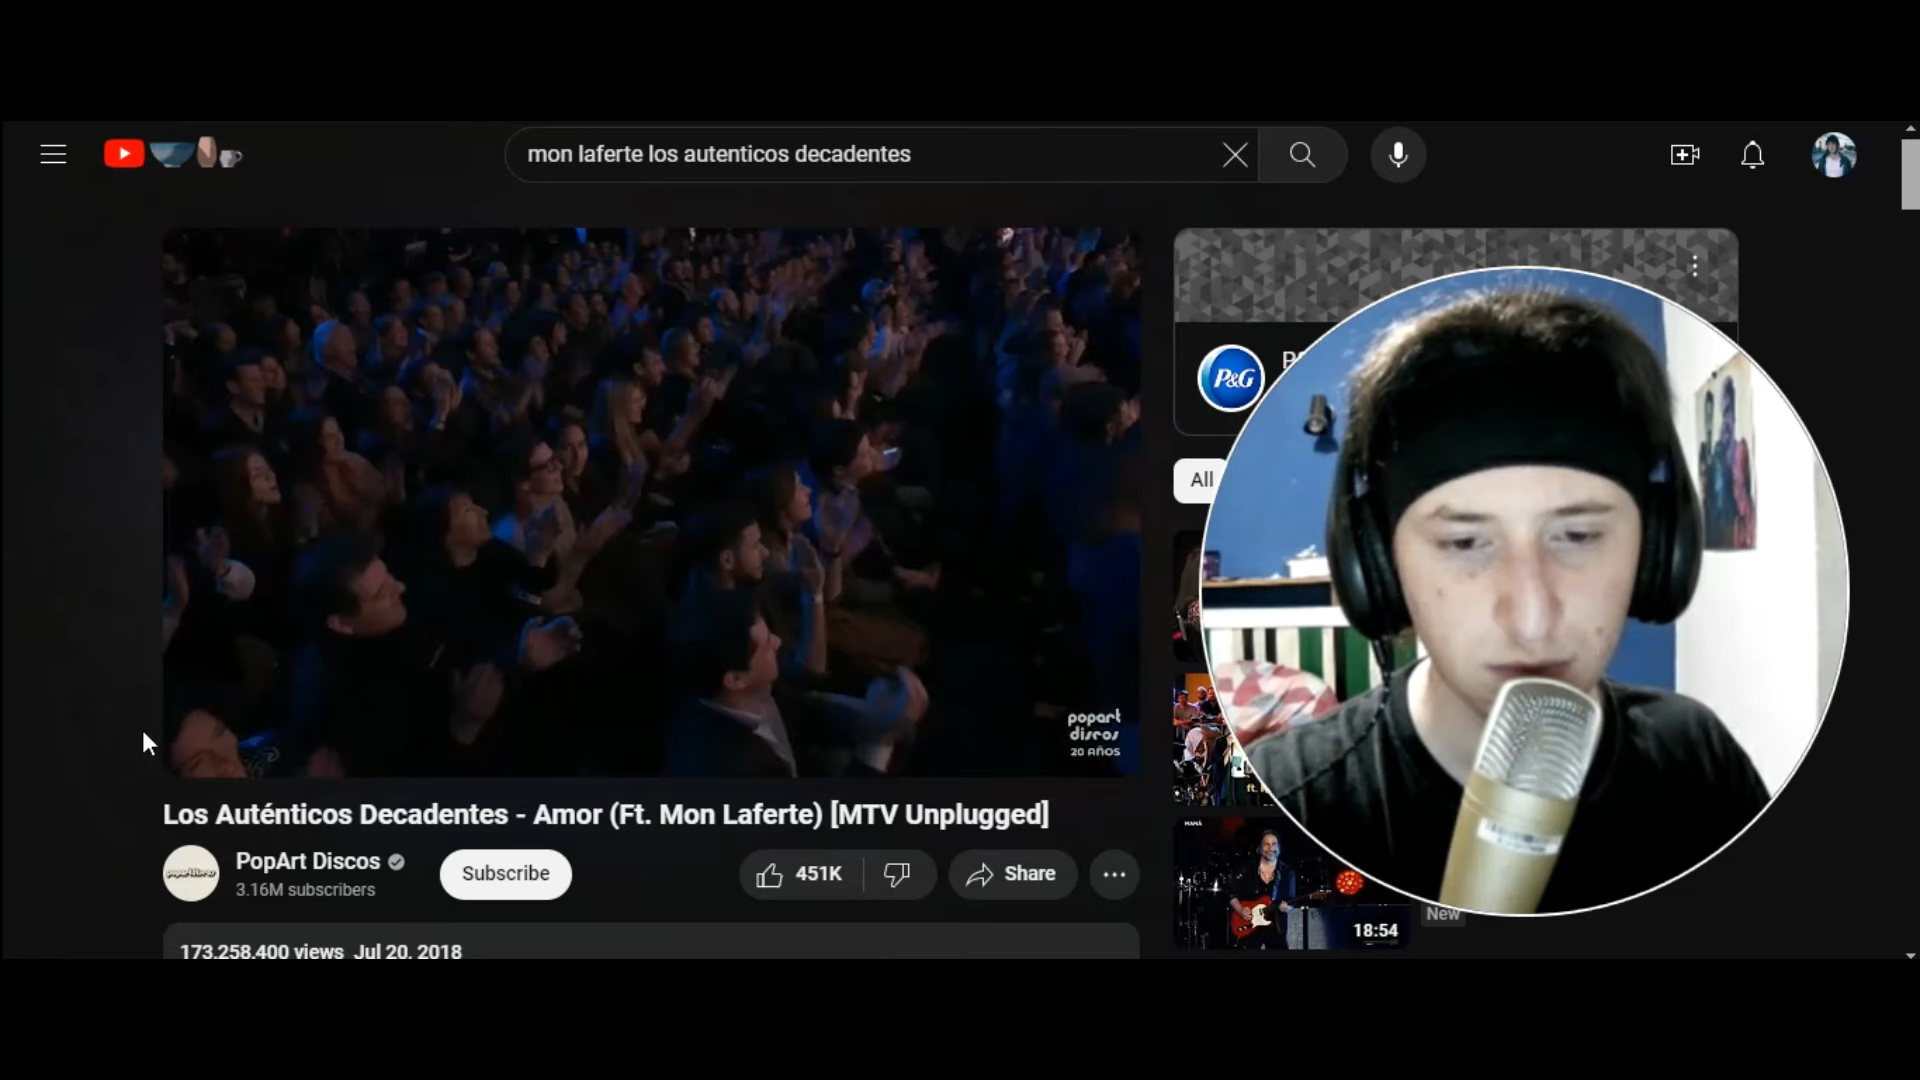 mon laferte los autenticos decadentes
P&G
All
popart
discos
20 AÑOS
Los Auténticos Decadentes - Amor (Ft. Mon Laferte) [MTV Unplugged]
PopArt Discos
3.16M subscribers
Subscribe
451K
Share
18:54
New
173,258,400 views Jul 20, 2018